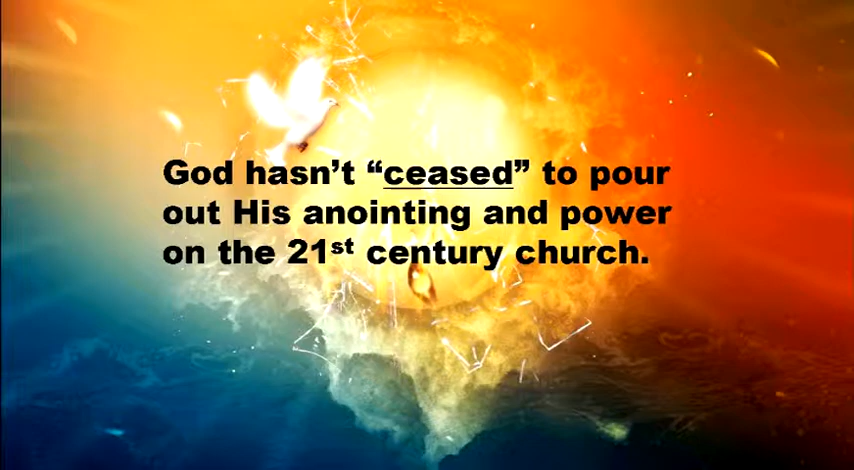 God hasn’t “ceased” to pour
out His anointing and power
on the 21st century church.